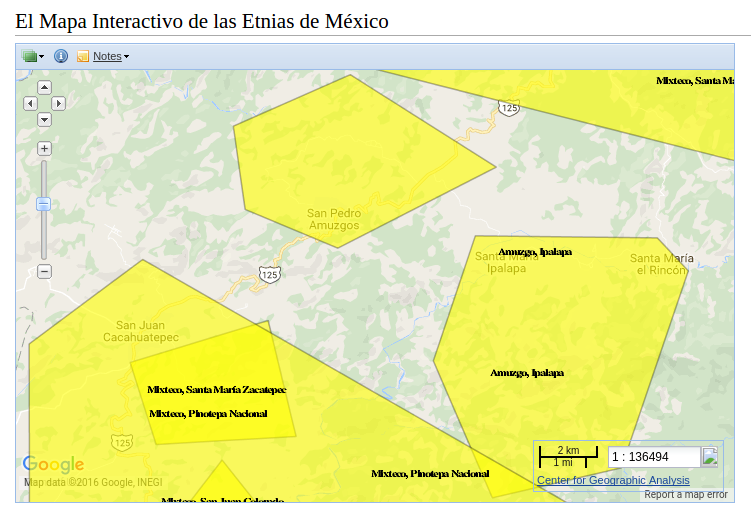 El Mapa Interactivo de las Etnias de México
Notes
Mixteco, Santa Ma
125
San Pedro
Amuzgos
Amuzgo, Ipalapa
Santa María
Ipalapa
Santa María
el Rincón
125
San Juan
Cacahuatepec
Amuzgo, Ipalapa
Mixteco, Santa María Zacatepec
Mixteco, Pinotepa Nacional
125
2 km
1 mi
1 : 136494
Google
Mixteco, Pinotepa Nacional
Map data ©2016 Google, INEGI
Center for Geographic Analysis
Report a map error
Mixteco, San Juan Colorado